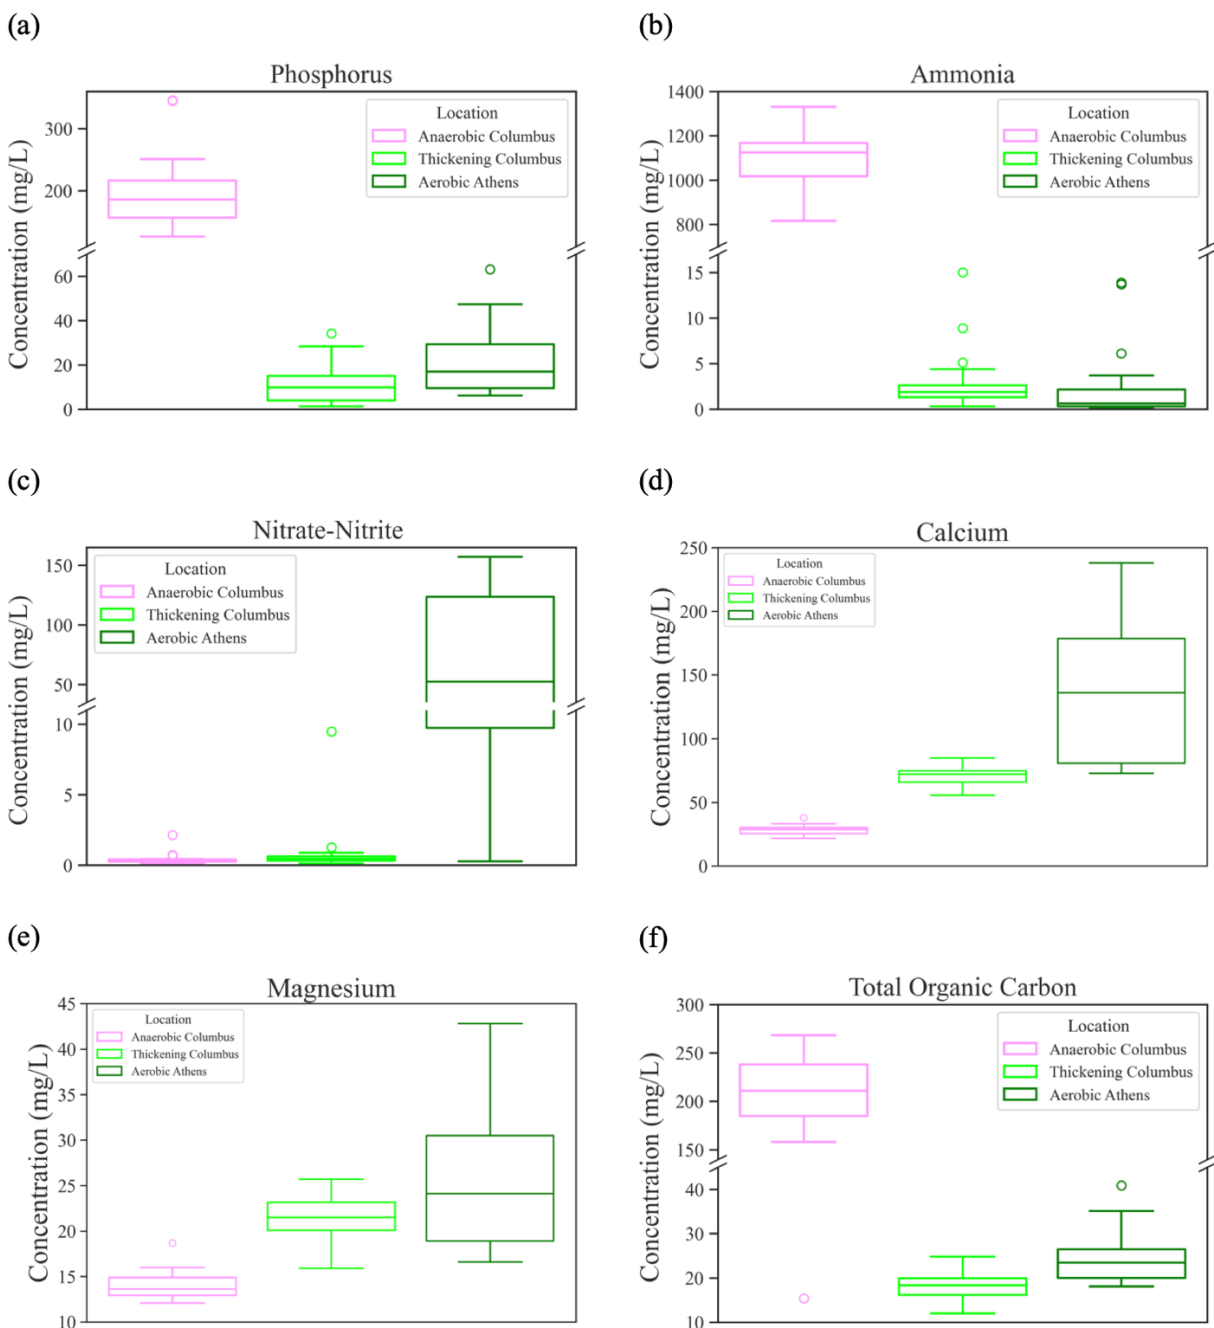 (a)
Phosphorus
Concentration (mg/L)
300
200
60
40
20
0
Location
Anaerobic Columbus
Thickening Columbus
Aerobic Athens
(b)
Ammonia
Concentration (mg/L)
1400
1200
1000
800
15
10
5
0
Location
Anaerobic Columbus
Thickening Columbus
Aerobic Athens
(c)
Nitrate-Nitrite
Concentration (mg/L)
150
100
50
10
5
0
Location
Anaerobic Columbus
Thickening Columbus
Aerobic Athens
(d)
Calcium
Concentration (mg/L)
250
200
150
100
50
0
Location
Anaerobic Columbus
Thickening Columbus
Aerobic Athens
(e)
Magnesium
Concentration (mg/L)
45
40
35
30
25
20
15
10
Location
Anaerobic Columbus
Thickening Columbus
Aerobic Athens
(f)
Total Organic Carbon
Concentration (mg/L)
300
250
200
150
40
30
20
10
Location
Anaerobic Columbus
Thickening Columbus
Aerobic Athens